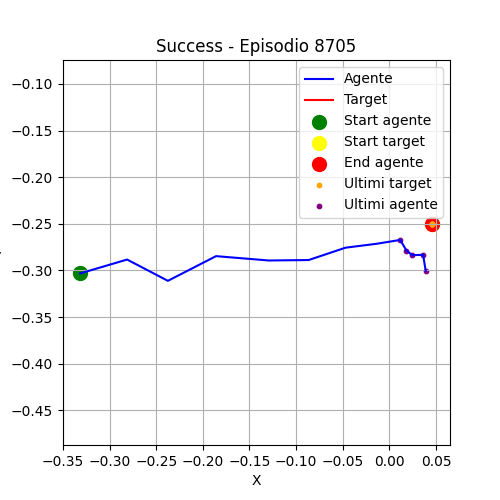 Success - Episodio 8705
Agente
Target
Start agente
Start target
End agente
Ultimi target
Ultimi agente
−0.10
−0.15
−0.20
−0.25
−0.30
−0.35
−0.40
−0.45
−0.35 −0.30 −0.25 −0.20 −0.15 −0.10 −0.05 0.00 0.05
X